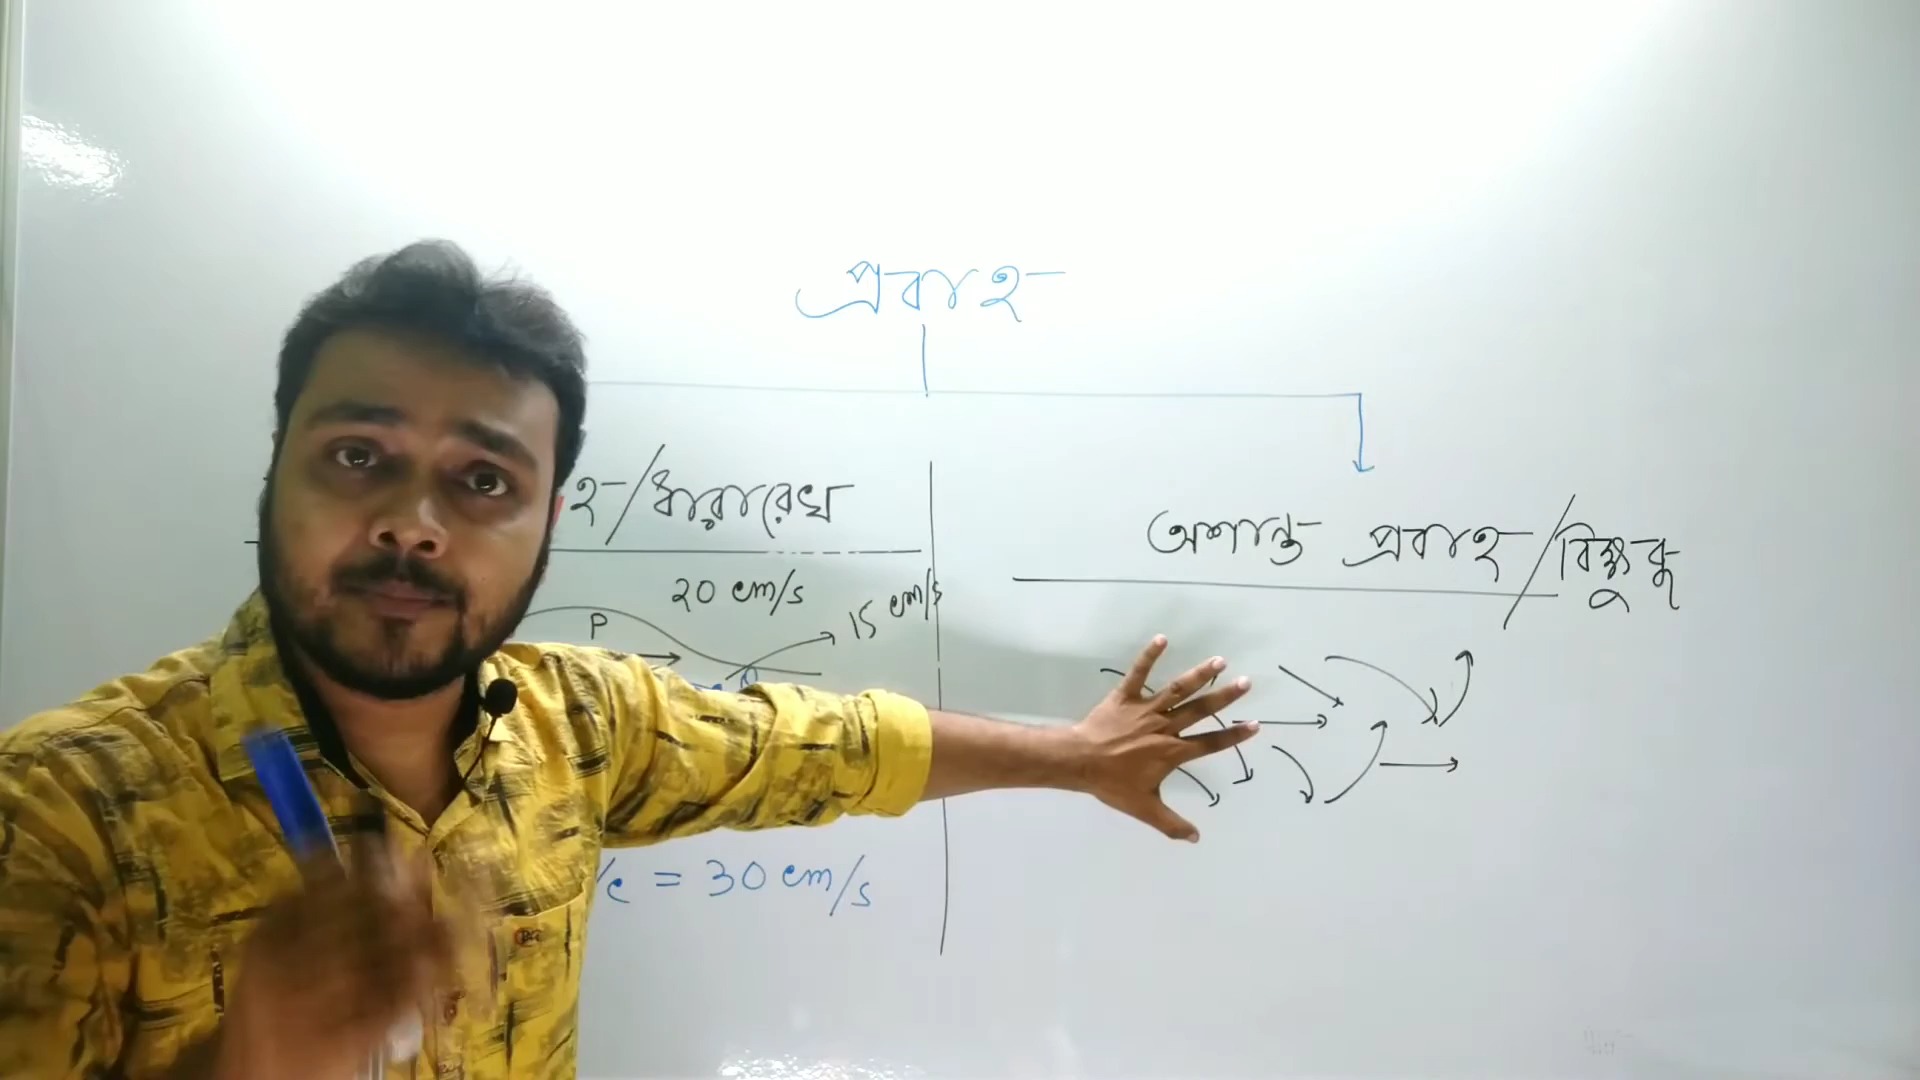 প্রবাহ
হ/ধারারেখ
অশান্ত প্রবাহ/বিক্ষুব্ধ
20 cm/s
P
15 cm/s
/c = 30 cm/s